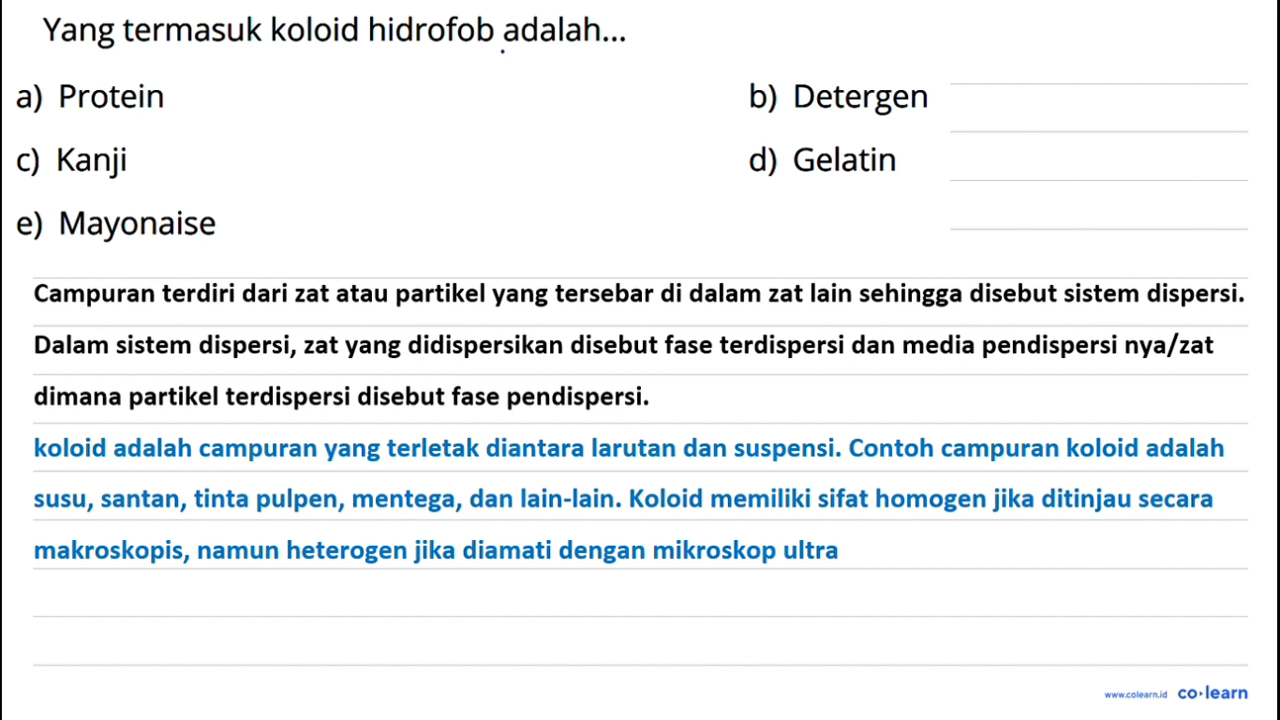 Yang termasuk koloid hidrofob adalah...
a) Protein
b) Detergen
c) Kanji
d) Gelatin
e) Mayonaise
Campuran terdiri dari zat atau partikel yang tersebar di dalam zat lain sehingga disebut sistem dispersi.
Dalam sistem dispersi, zat yang didispersikan disebut fase terdispersi dan media pendispersi nya/zat
dimana partikel terdispersi disebut fase pendispersi.
koloid adalah campuran yang terletak diantara larutan dan suspensi. Contoh campuran koloid adalah
susu, santan, tinta pulpen, mentega, dan lain-lain. Koloid memiliki sifat homogen jika ditinjau secara
makroskopis, namun heterogen jika diamati dengan mikroskop ultra
www.colearn.id co·learn